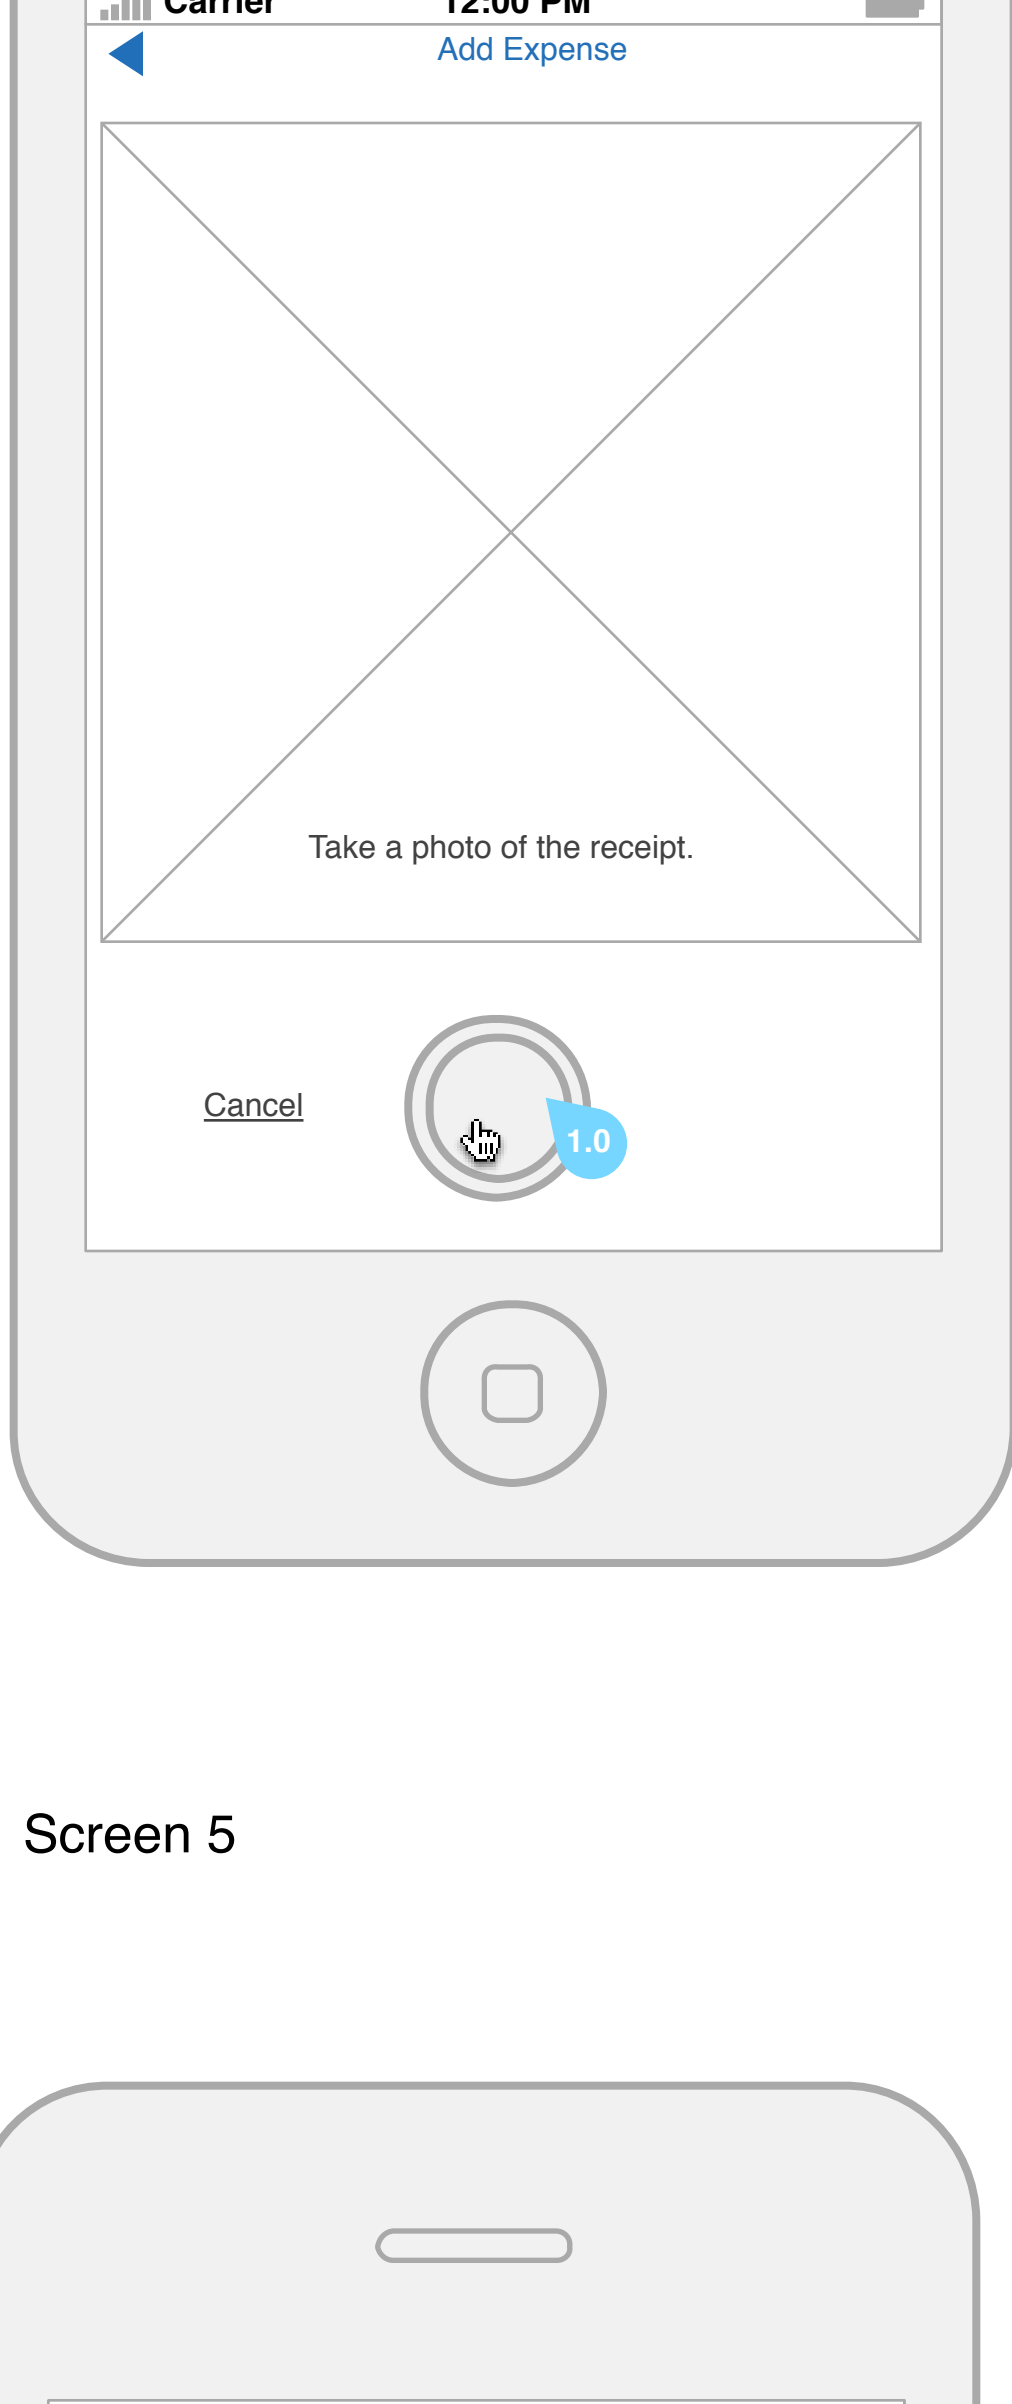 Carrier 12:00 PM
Add Expense
Take a photo of the receipt.
Cancel
1.0
Screen 5